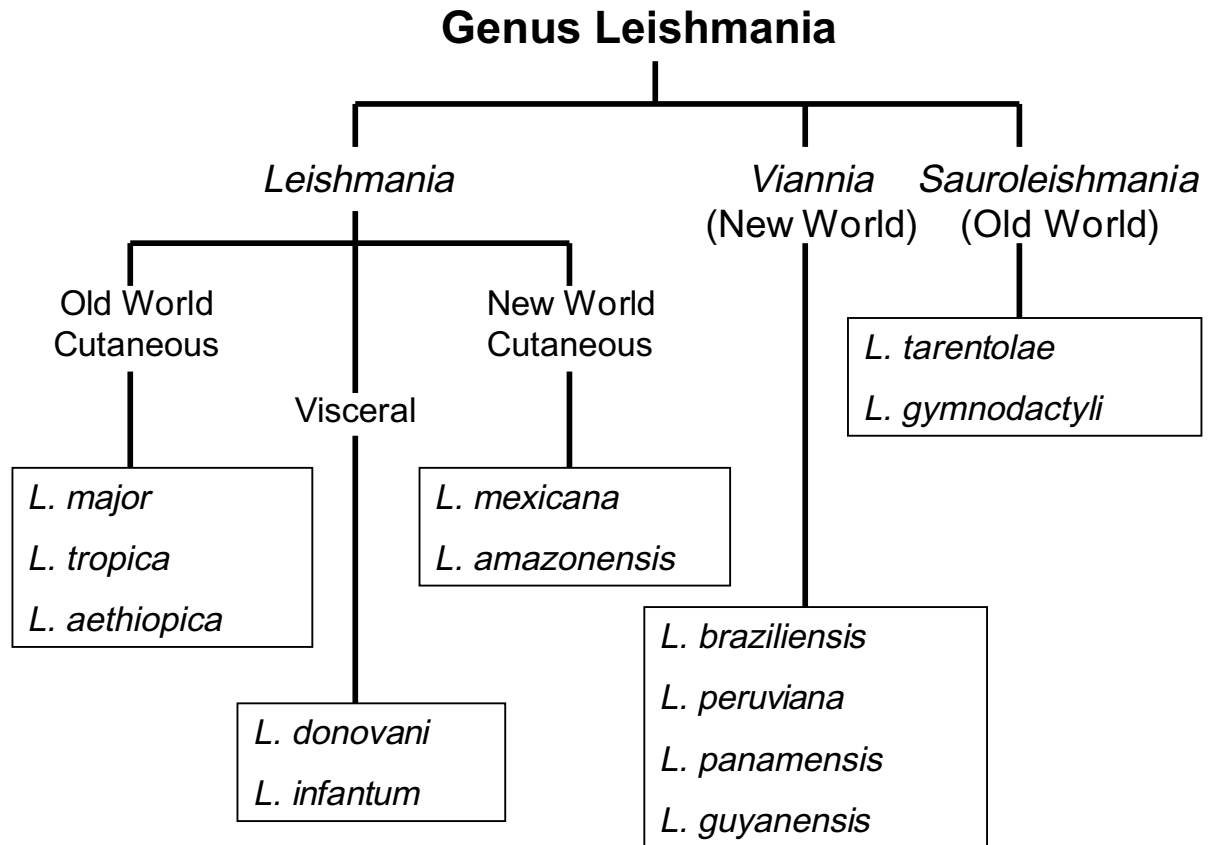 Genus Leishmania
Leishmania
Viannia
(New World)
Sauroleishmania
(Old World)
Old World
Cutaneous
Visceral
New World
Cutaneous
L. major
L. tropica
L. aethiopica
L. donovani
L. infantum
L. mexicana
L. amazonensis
L. braziliensis
L. peruviana
L. panamensis
L. guyanensis
L. tarentolae
L. gymnodactyli